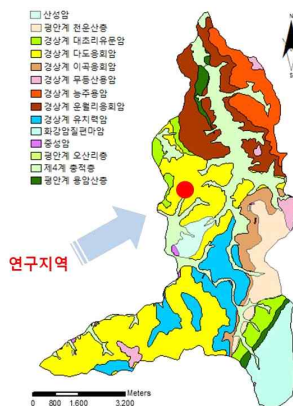 산성암
평안계 천운산층
경상계 대초리유문암
경상계 다도응회암
경상계 이곡응회암
경상계 무등산용암
경상계 능주용암
경상계 운월리응회암
경상계 유치력암
화강암질편마암
중성암
평안계 오산리층
제4계 충적층
평안계 용암산층
연구지역
Meters
0 800 1,600 3,200